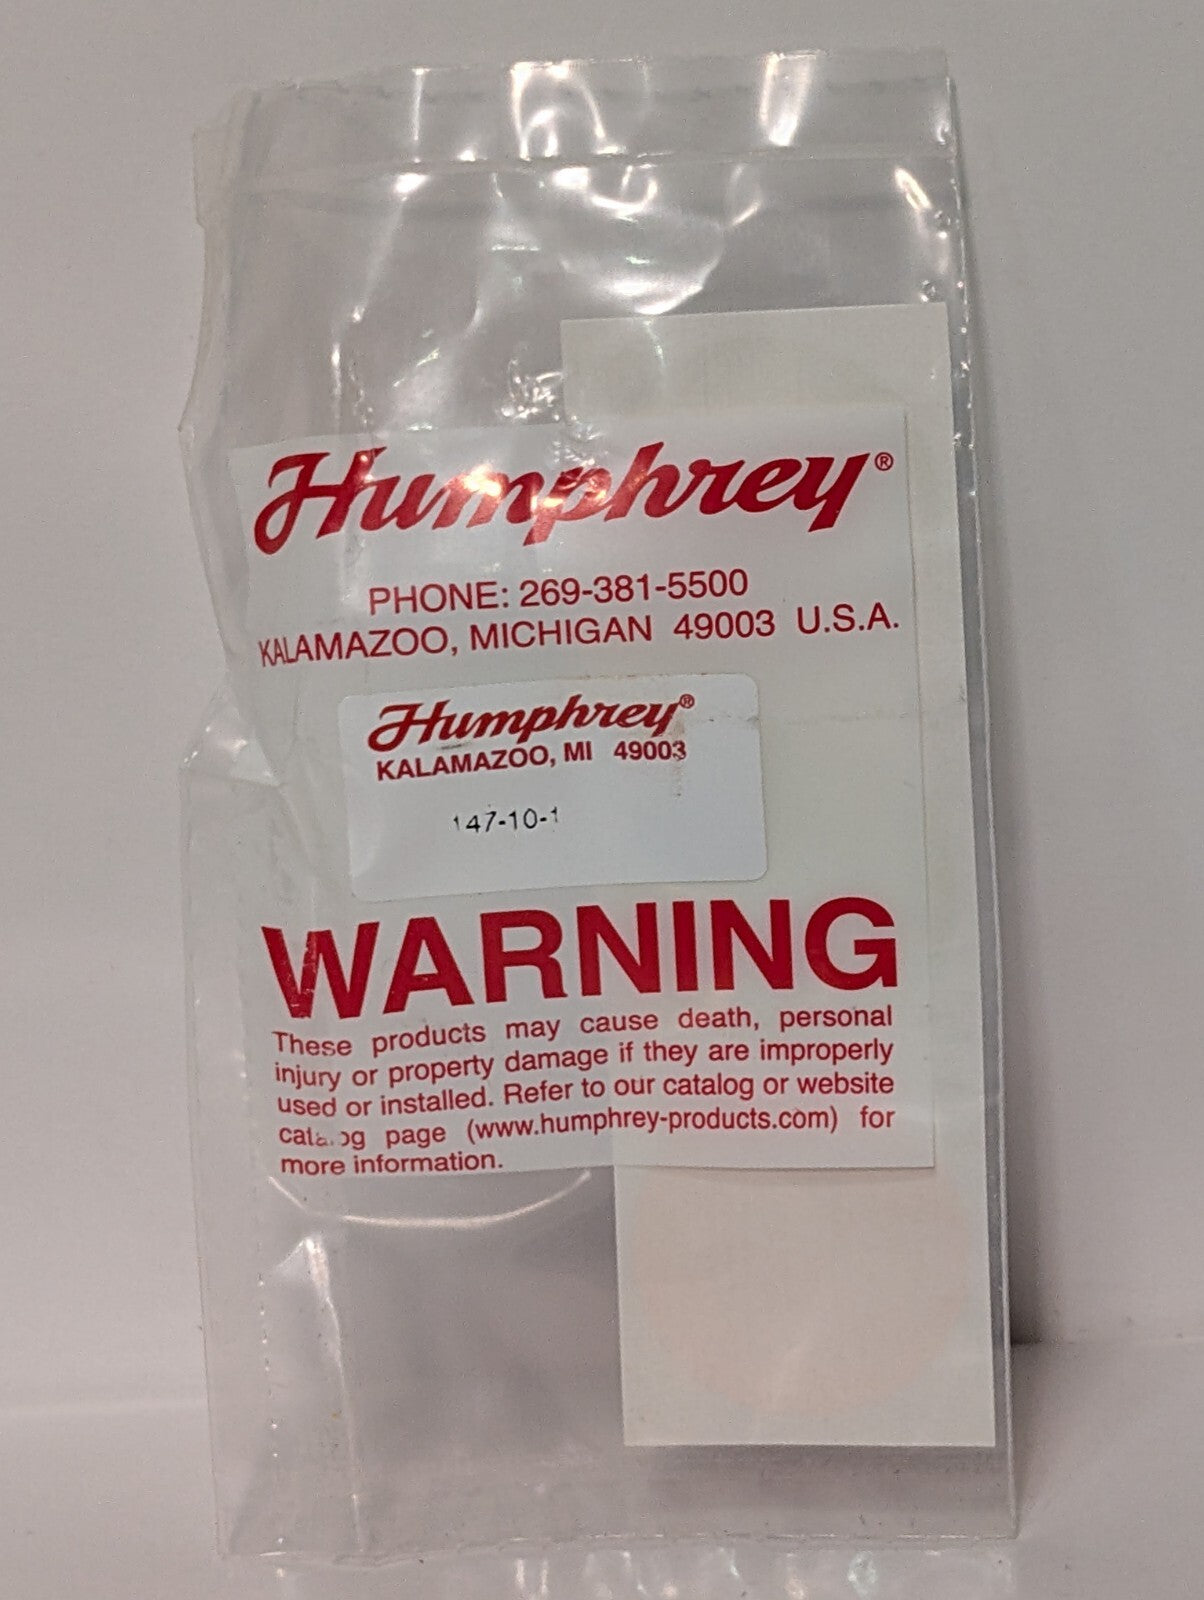 Humphrey®
PHONE: 269-381-5500
KALAMAZOO, MICHIGAN 49003 U.S.A.
Humphrey®
KALAMAZOO, MI 49003
147-10-1
WARNING
These products may cause death, personal
injury or property damage if they are improperly
used or installed. Refer to our catalog or website
page (www.humphrey-products.com) for
more information.